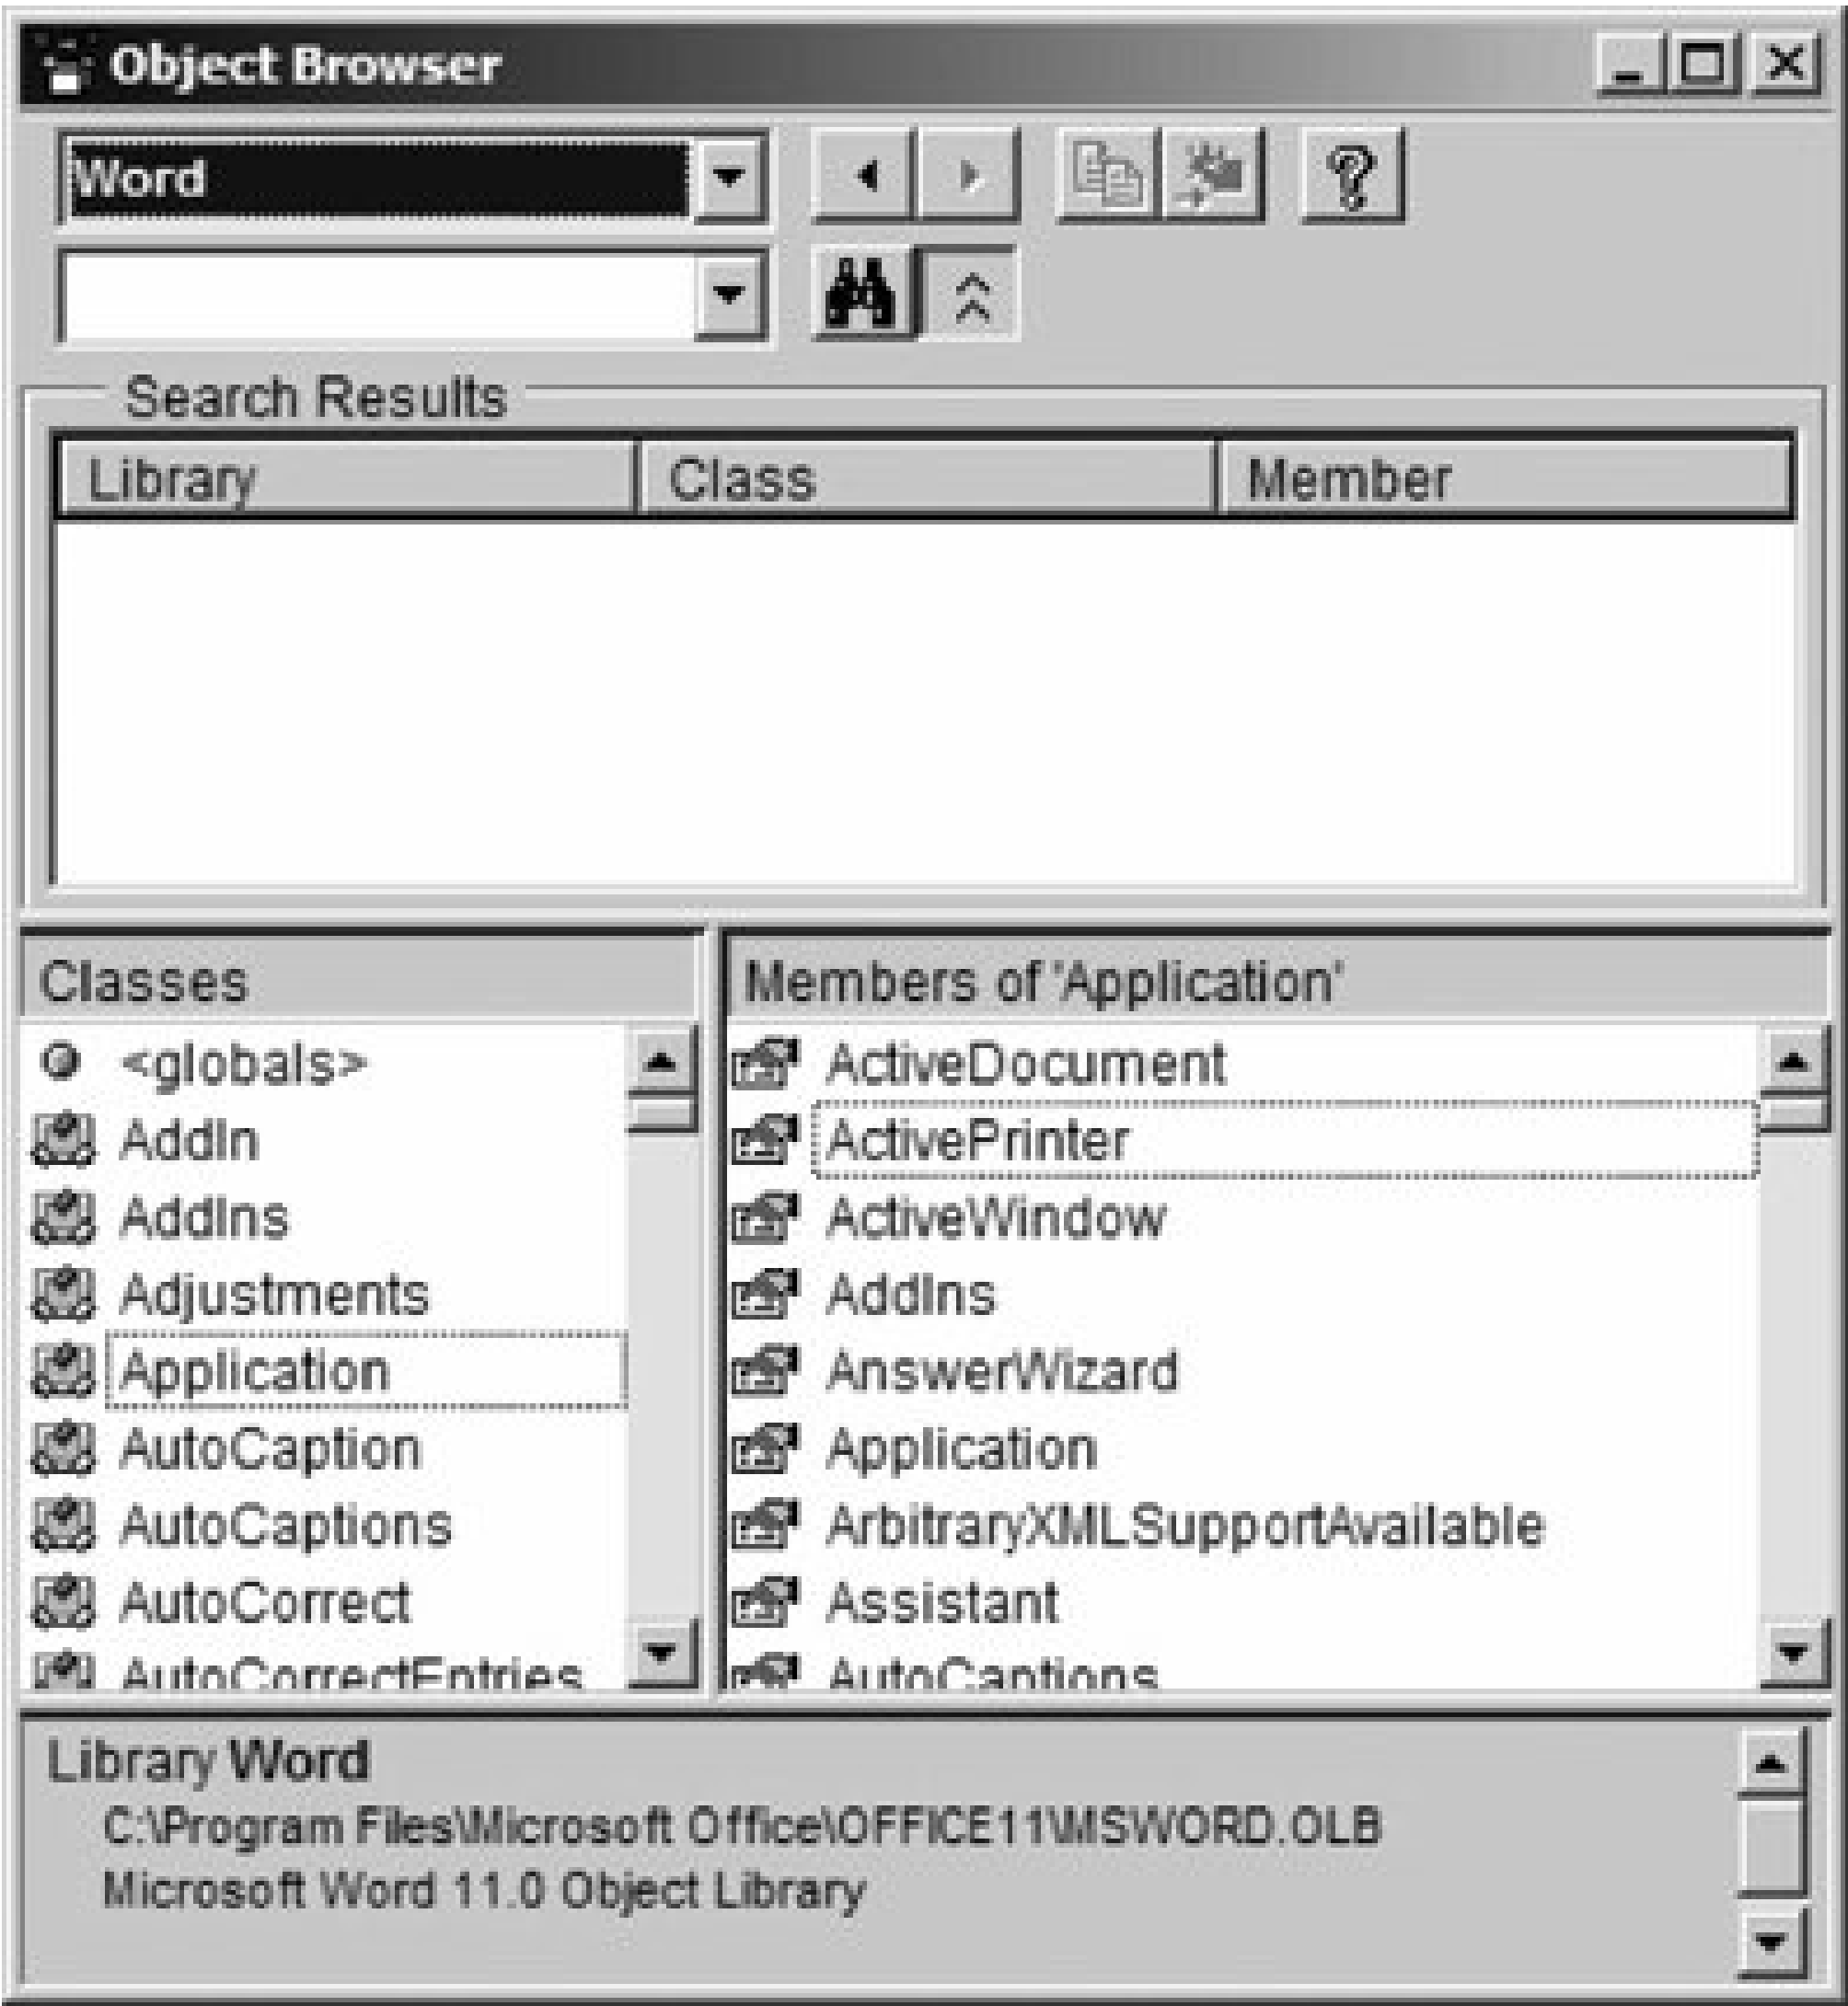 Object Browser
Word
Search Results
Library Class Member
Classes
<globals>
AddIn
AddIns
Adjustments
Application
AutoCaption
AutoCaptions
AutoCorrect
AutoCorrectEntries
Members of 'Application'
ActiveDocument
ActivePrinter
ActiveWindow
AddIns
AnswerWizard
Application
ArbitraryXMLSupportAvailable
Assistant
AutoCaptions
Library Word
C:\Program Files\Microsoft Office\OFFICE11\MSWORD.OLB
Microsoft Word 11.0 Object Library